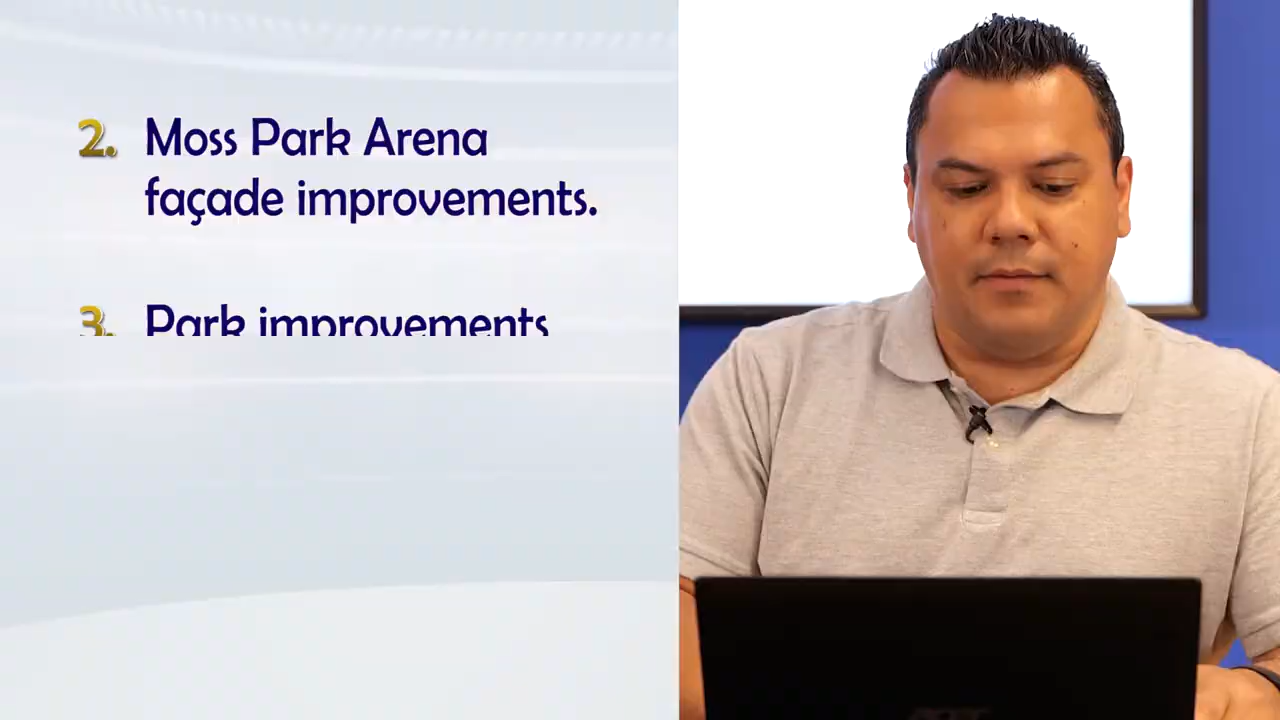 2. Moss Park Arena
façade improvements.
3. Park improvements